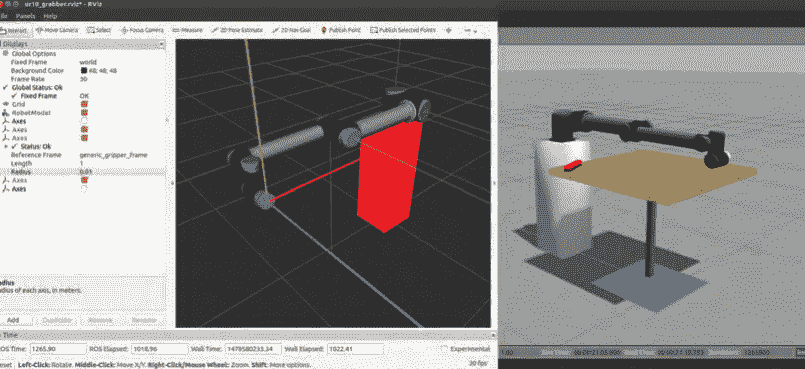 ur10_grabber.rviz* - RViz
File Panels Help
Interact Move Camera Select Focus Camera Measure 2D Pose Estimate 2D Nav Goal Publish Point Publish Selected Points
Displays
Global Options
Fixed Frame world
Background Color 48; 48; 48
Frame Rate 30
Global Status: Ok
Fixed Frame OK
Grid
RobotModel
Axes
Axes
Axes
Status: Ok
Reference Frame generic_gripper_frame
Length 1
Radius 0.01
Axes
Axes
Radius
Radius of each axis, in meters.
Add Duplicate Remove Rename
Time
ROS Time: 1265.90 ROS Elapsed: 1018.96 Wall Time: 1478580233.34 Wall Elapsed: 1022.41 Experimental
Reset Left-Click: Rotate. Middle-Click: Move X/Y. Right-Click/Mouse Wheel: Zoom. Shift: More options. 30 fps